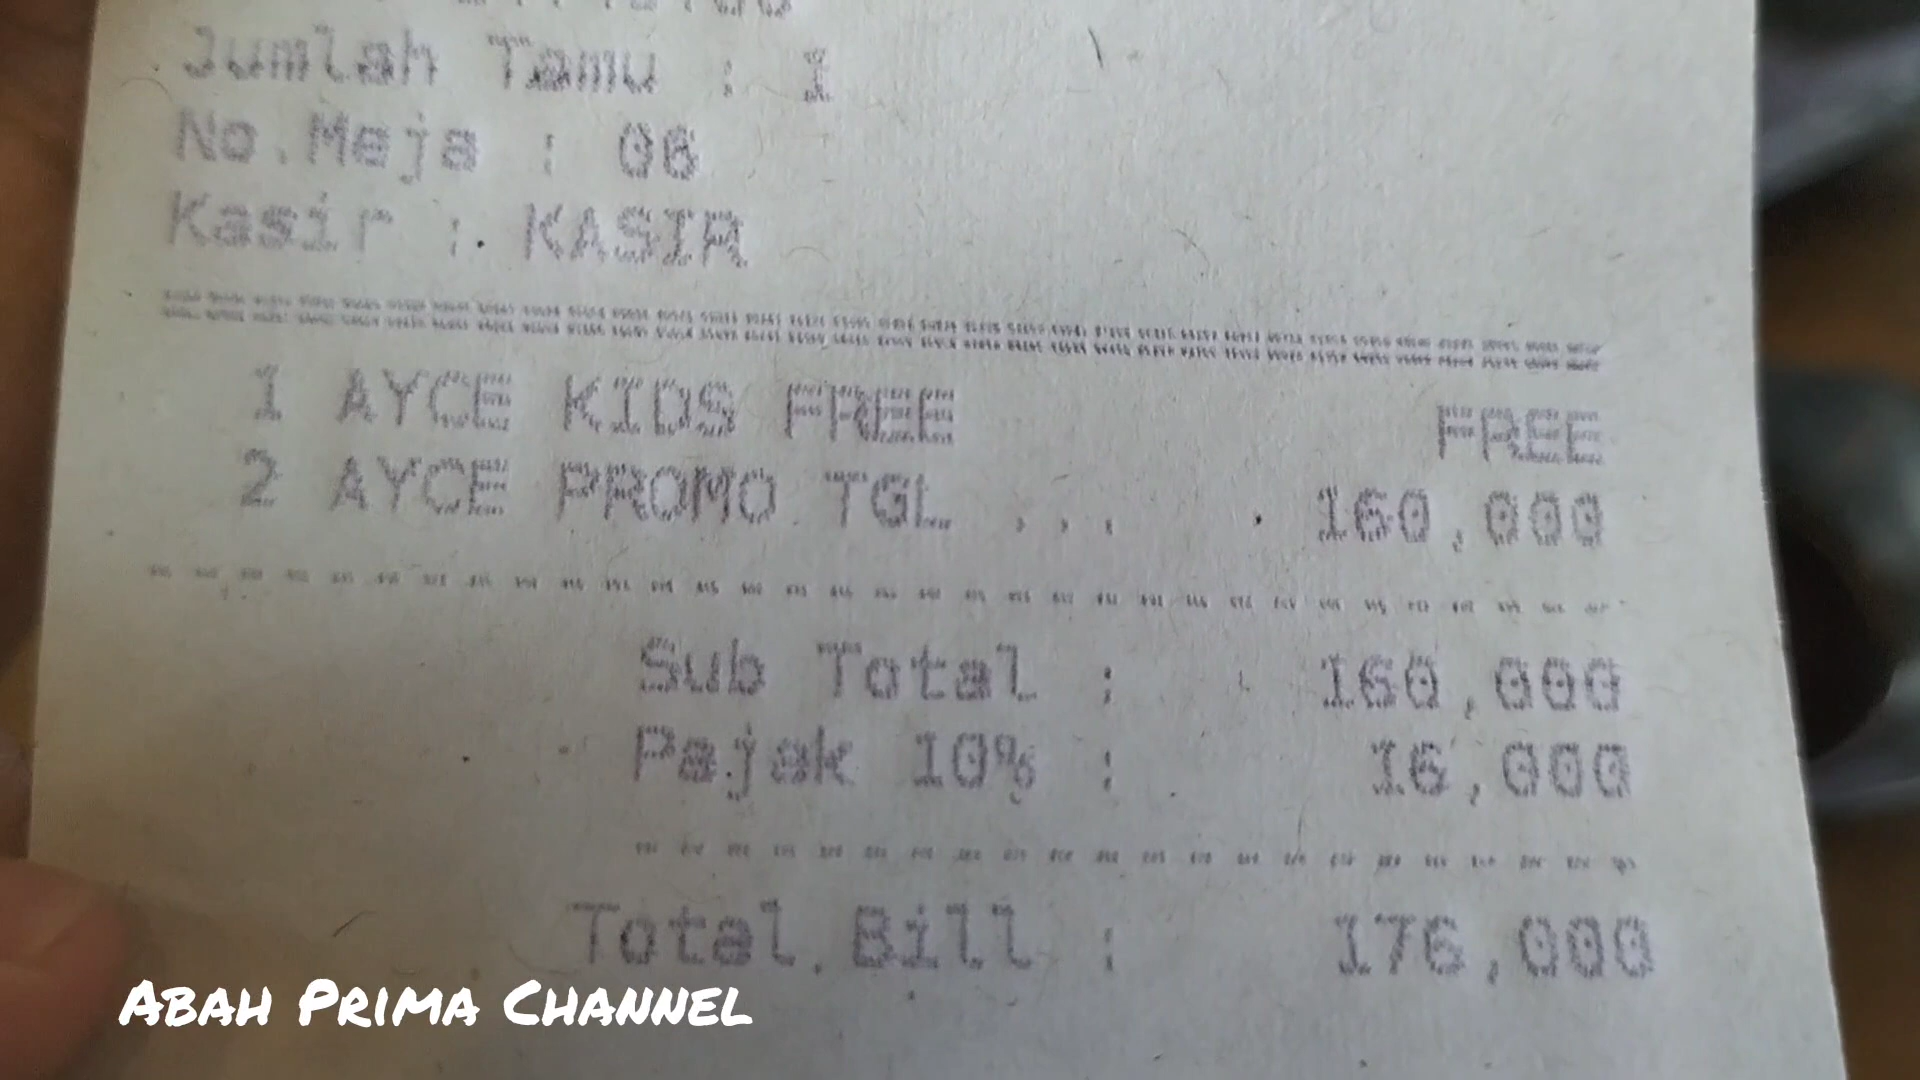 Jumlah Tamu : 1
No.Meja : 06
Kasir : KASIR
1 AYCE KIDS FREE FREE
2 AYCE PROMO TGL ... 160,000
Sub Total : 160,000
Pajak 10% : 16,000
Total Bill : 176,000
ABAH PRIMA CHANNEL